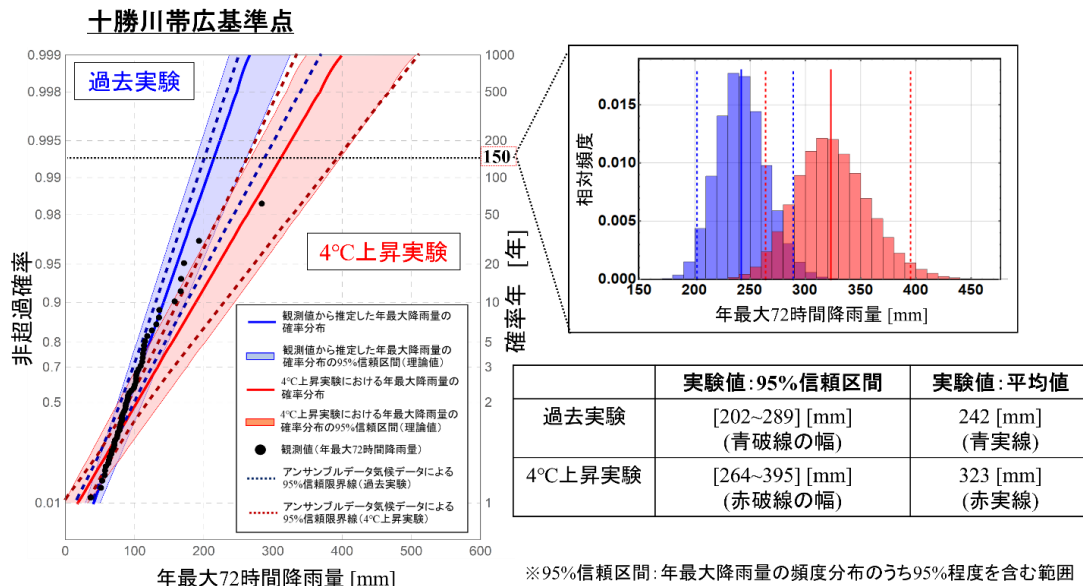 十勝川帯広基準点
過去実験
4℃上昇実験
非超過確率
0.999
0.998
0.995
0.99
0.98
0.95
0.9
0.8
0.7
0.5
0.01
1000
500
200
150
100
50
20
10
5
3
2
1
確率年 [年]
0
100
200
300
400
500
600
年最大72時間降雨量 [mm]
観測値から推定した年最大降雨量の
確率分布
観測値から推定した年最大降雨量の
確率分布の95%信頼区間(理論値)
4℃上昇実験における年最大降雨量の
確率分布
4℃上昇実験における年最大降雨量の
確率分布の95%信頼区間(理論値)
観測値(年最大72時間降雨量)
アンサンブルデータ気候データによる
95%信頼限界線(過去実験)
アンサンブルデータ気候データによる
95%信頼限界線(4℃上昇実験)
相対頻度
0.015
0.010
0.005
0.000
150
200
250
300
350
400
450
年最大72時間降雨量 [mm]
実験値:95%信頼区間
実験値:平均値
過去実験
[202~289] [mm]
(青破線の幅)
242 [mm]
(青実線)
4℃上昇実験
[264~395] [mm]
(赤破線の幅)
323 [mm]
(赤実線)
※95%信頼区間:年最大降雨量の頻度分布のうち95%程度を含む範囲